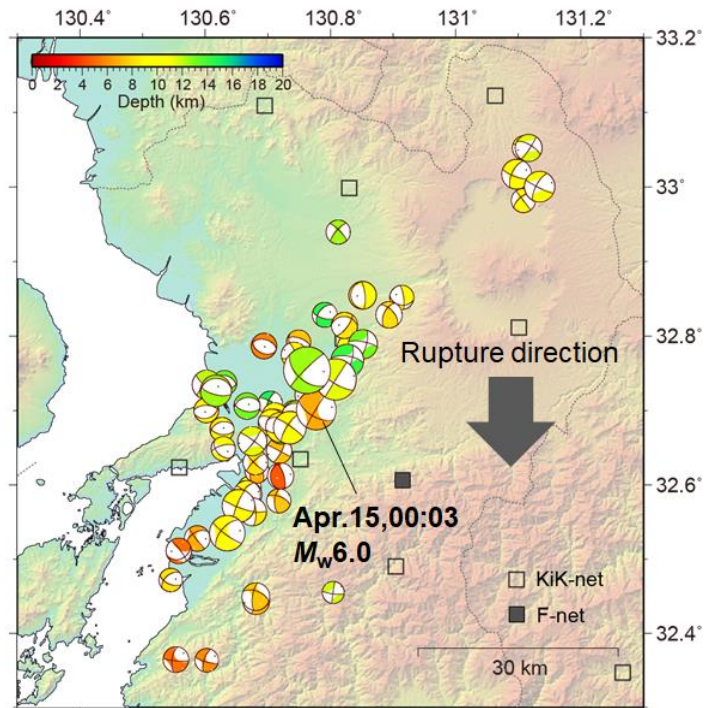 130.4 130.6 130.8 131 131.2
33.2
0 2 4 6 8 10 12 14 16 18 20
Depth (km)
33
32.8
Rupture direction
32.6
Apr.15,00:03
Mw6.0
KiK-net
F-net
32.4
30 km